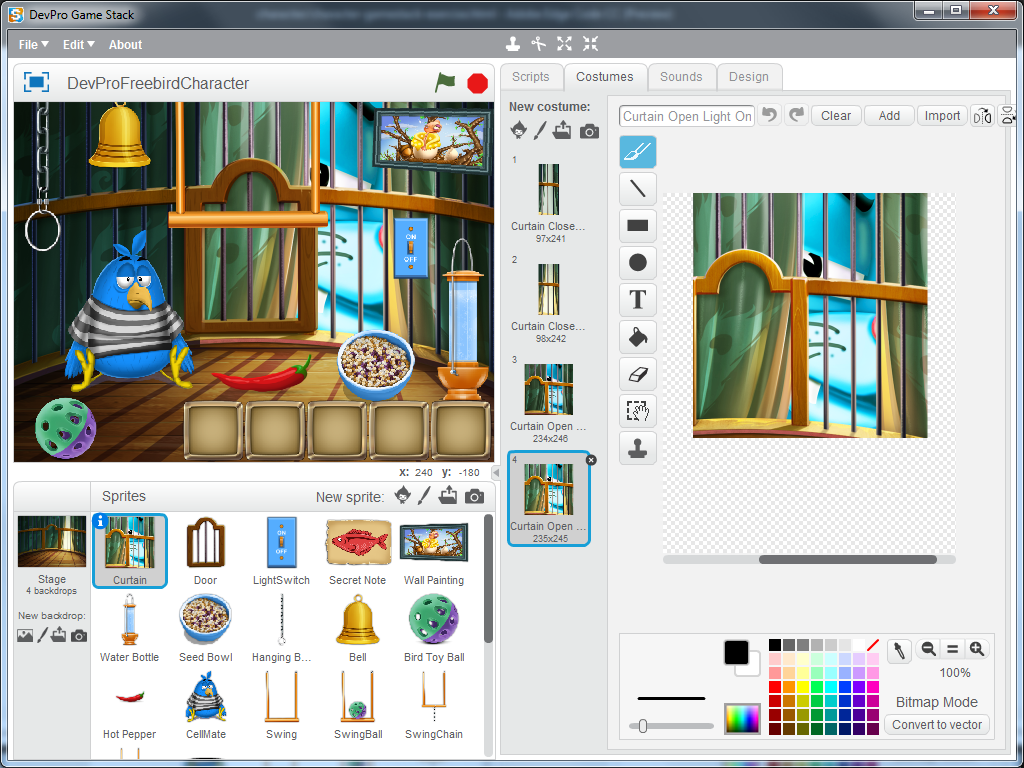 DevPro Game Stack
File Edit About
DevProFreebirdCharacter
Scripts Costumes Sounds Design
New costume:
Curtain Open Light On
Clear Add Import
1
Curtain Close...
97x241
2
Curtain Close...
98x242
3
Curtain Open ...
234x246
4
Curtain Open ...
235x245
ON
OFF
x: 240 y: -180
Sprites New sprite:
Stage
4 backdrops
New backdrop:
Curtain Door LightSwitch Secret Note Wall Painting
ON
OFF
Water Bottle Seed Bowl Hanging B... Bell Bird Toy Ball
Hot Pepper CellMate Swing SwingBall SwingChain
T
100%
Bitmap Mode
Convert to vector